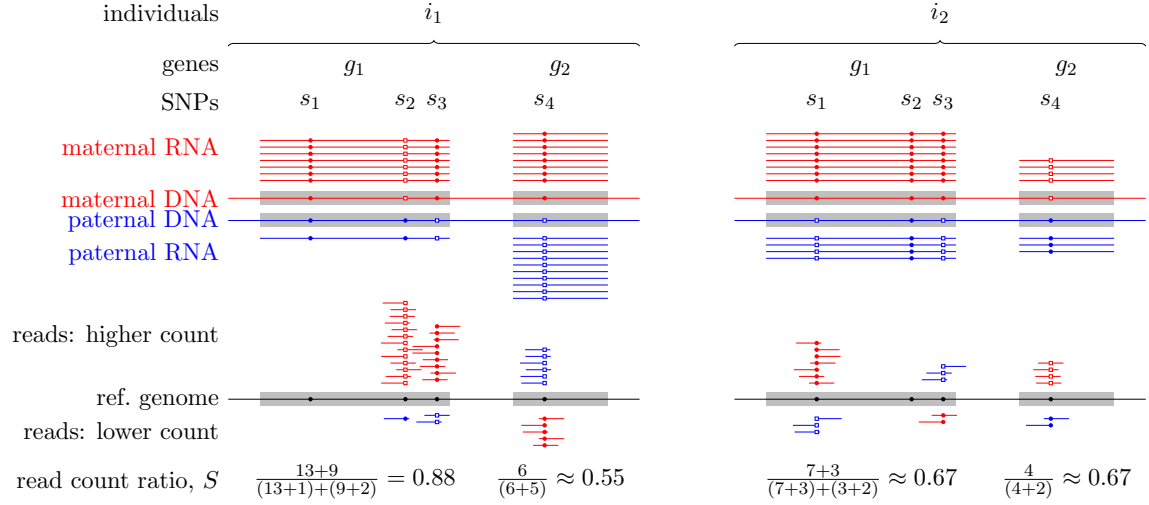 individuals i₁ i₂
genes g₁ g₂ g₁ g₂
SNPs s₁ s₂ s₃ s₄ s₁ s₂ s₃ s₄
maternal RNA
maternal DNA
paternal DNA
paternal RNA
reads: higher count
ref. genome
reads: lower count
read count ratio, S (13+9)/((13+1)+(9+2)) = 0.88 6/(6+5) ≈ 0.55 (7+3)/((7+3)+(3+2)) ≈ 0.67 4/(4+2) ≈ 0.67